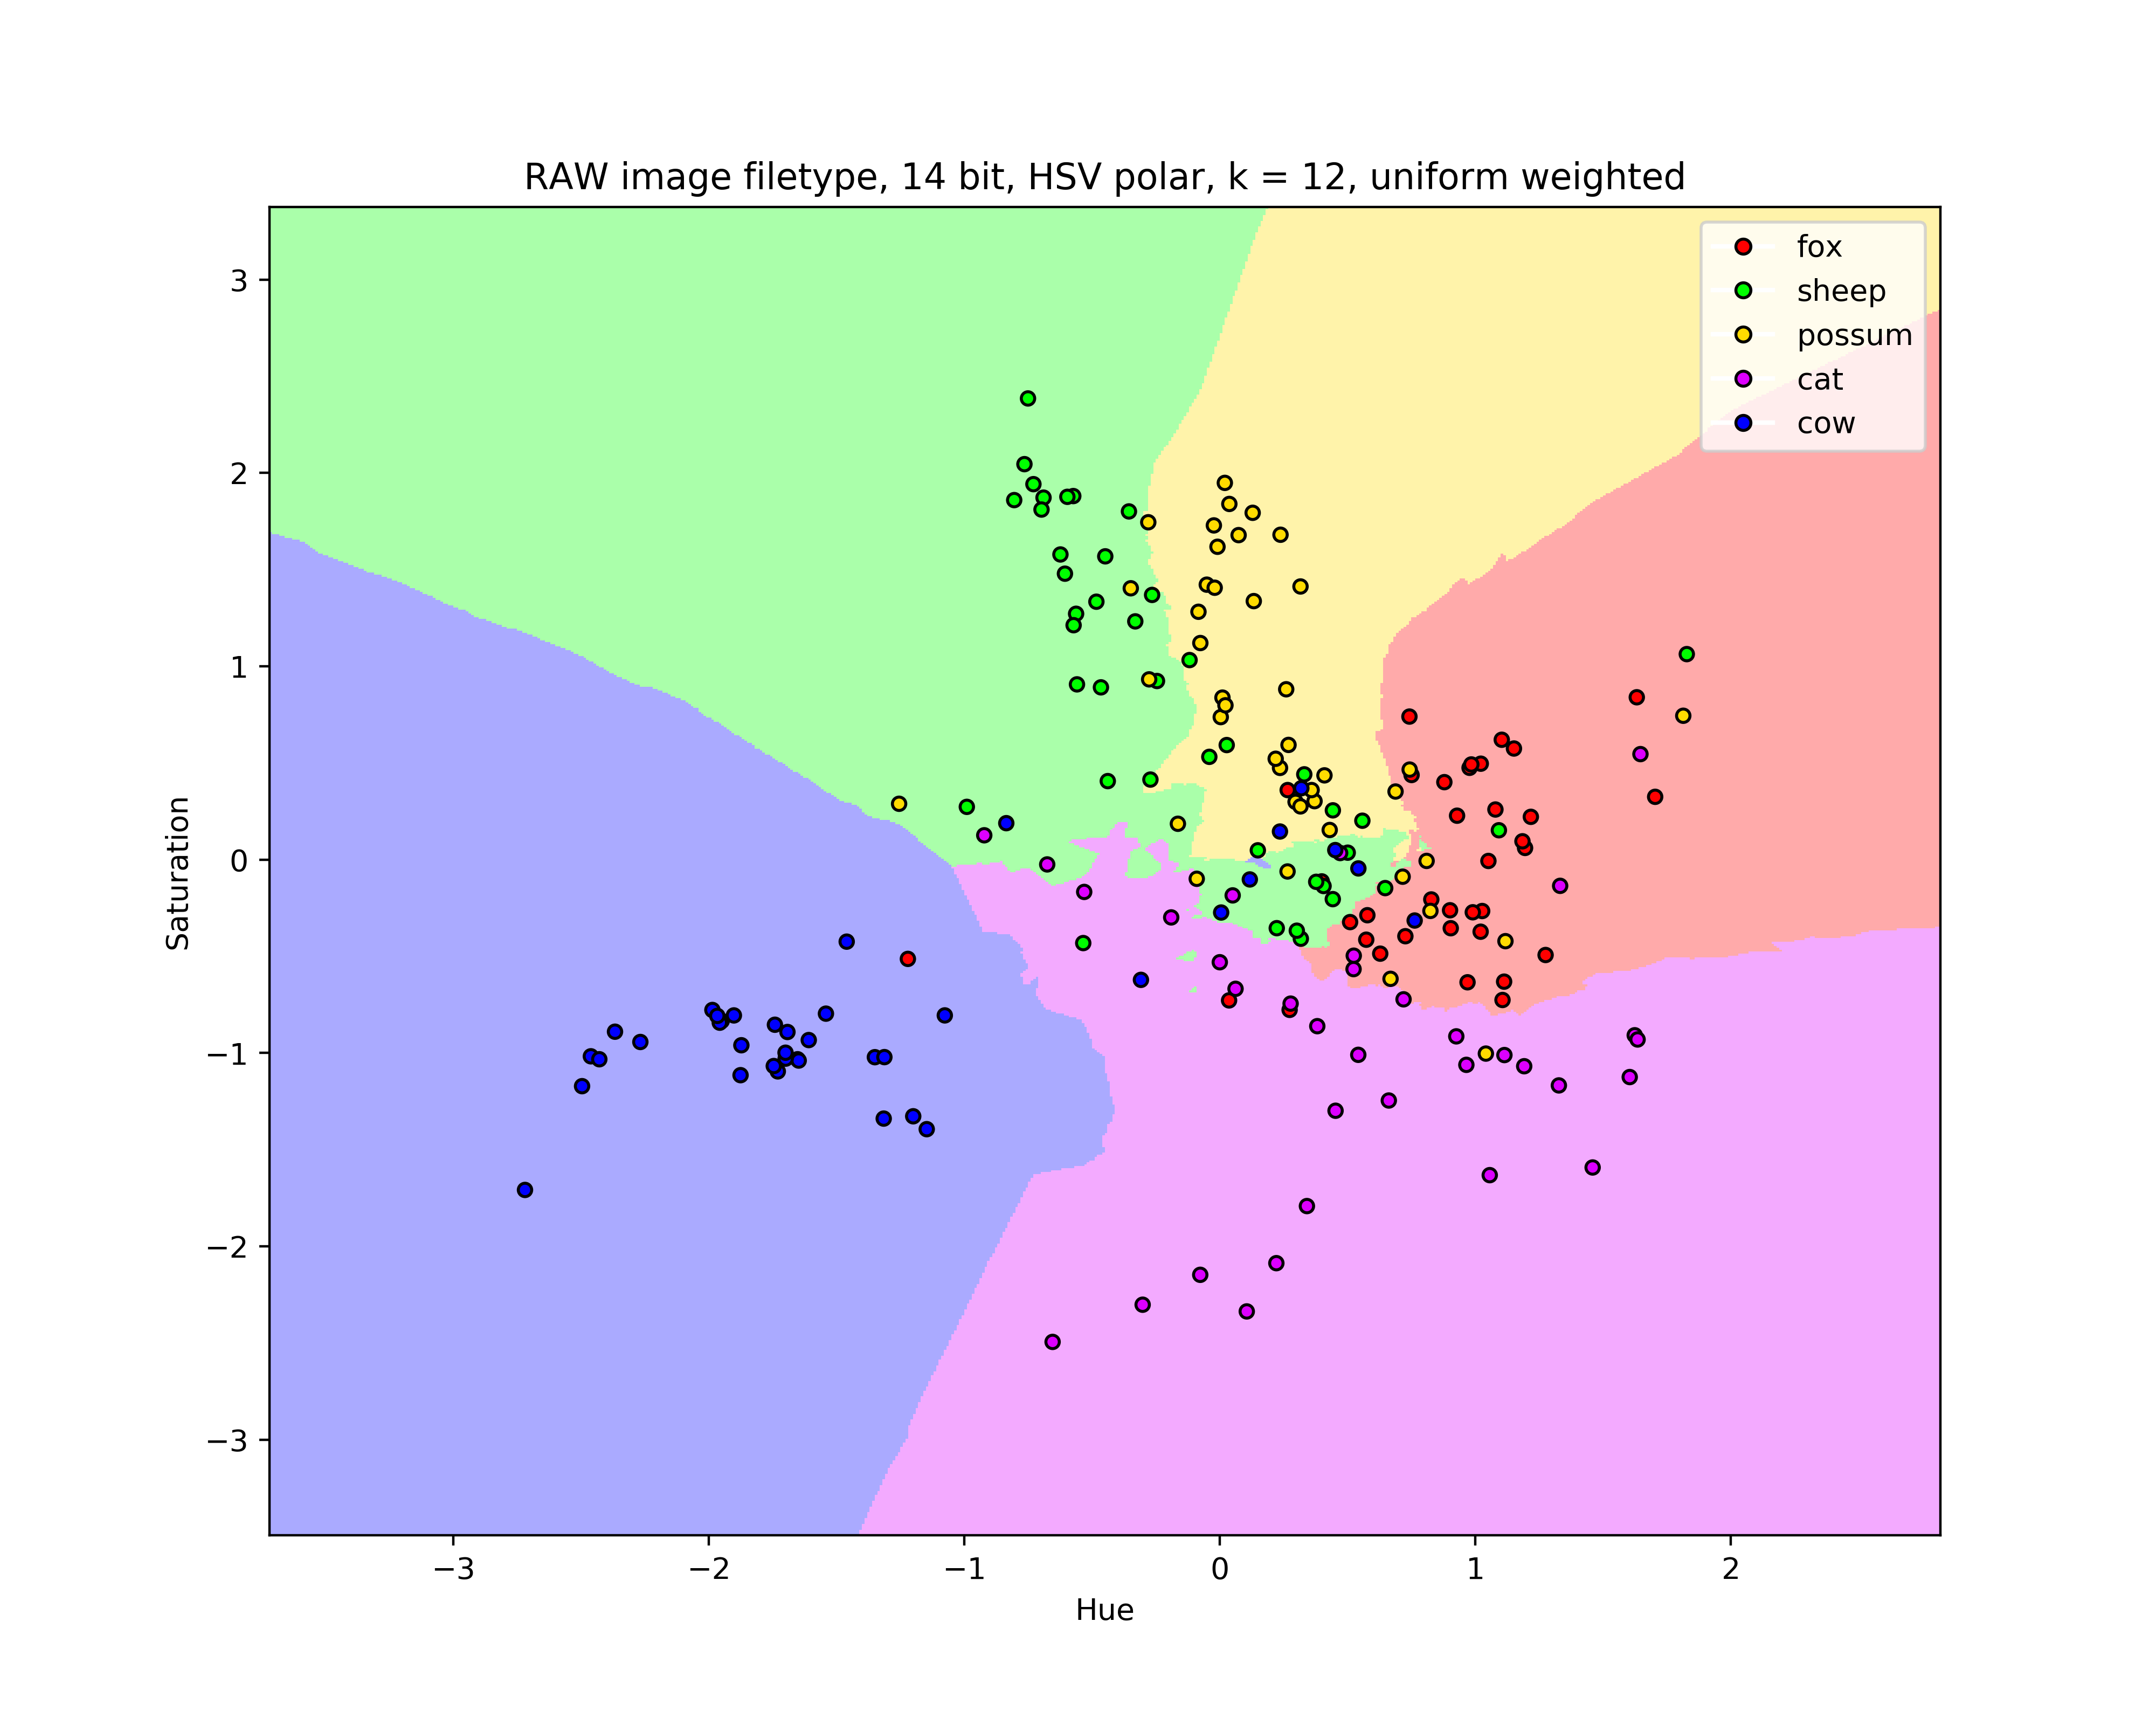 RAW image filetype, 14 bit, HSV polar, k = 12, uniform weighted
fox
sheep
possum
cat
cow
3
2
1
0
−1
−2
−3
Saturation
−3
−2
−1
0
1
2
Hue